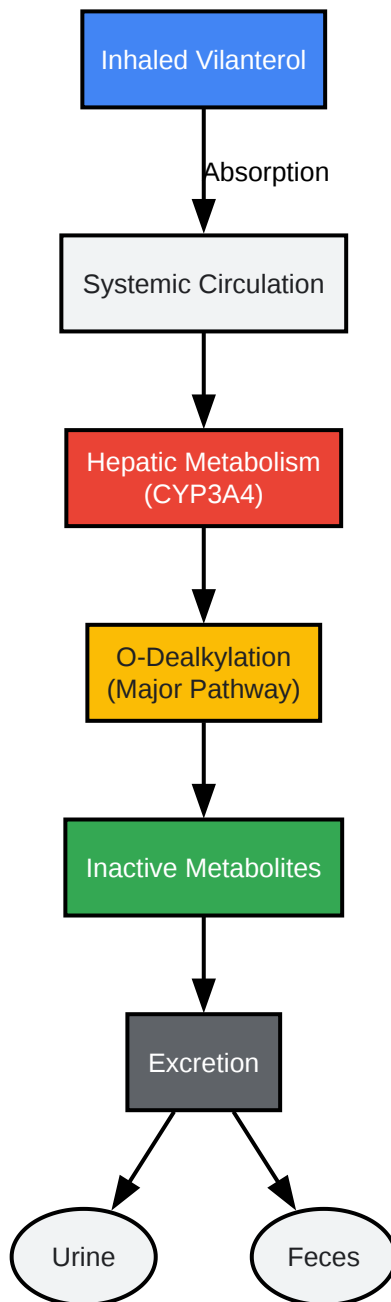 Inhaled Vilanterol
Absorption
Systemic Circulation
Hepatic Metabolism
(CYP3A4)
O-Dealkylation
(Major Pathway)
Inactive Metabolites
Excretion
Urine
Feces